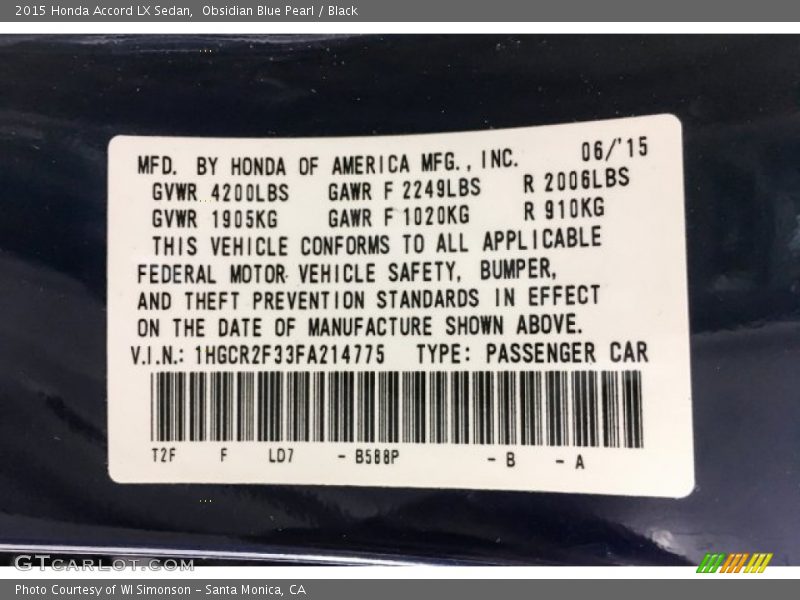 2015 Honda Accord LX Sedan,  Obsidian Blue Pearl / Black
MFD. BY HONDA OF AMERICA MFG., INC. 06/'15
GVWR 4200LBS GAWR F 2249LBS R 2006LBS
GVWR 1905KG GAWR F 1020KG R 910KG
THIS VEHICLE CONFORMS TO ALL APPLICABLE
FEDERAL MOTOR VEHICLE SAFETY, BUMPER,
AND THEFT PREVENTION STANDARDS IN EFFECT
ON THE DATE OF MANUFACTURE SHOWN ABOVE.
V.I.N.: 1HGCR2F33FA214775 TYPE: PASSENGER CAR
T2F F LD7 - B588P - B - A
GTCARLOT.COM
Photo Courtesy of WI Simonson - Santa Monica, CA